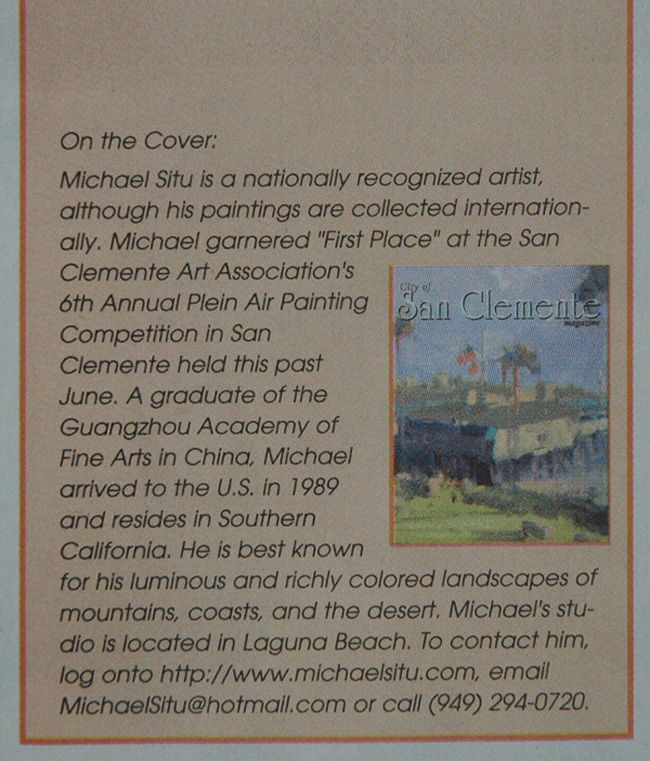 On the Cover:
Michael Situ is a nationally recognized artist,
although his paintings are collected internation-
ally. Michael garnered "First Place" at the San
Clemente Art Association's
6th Annual Plein Air Painting
Competition in San
Clemente held this past
June. A graduate of the
Guangzhou Academy of
Fine Arts in China, Michael
arrived to the U.S. in 1989
and resides in Southern
California. He is best known
for his luminous and richly colored landscapes of
mountains, coasts, and the desert. Michael's stu-
dio is located in Laguna Beach. To contact him,
log onto http://www.michaelsitu.com, email
MichaelSitu@hotmail.com or call (949) 294-0720.
City of
San Clemente
magazine